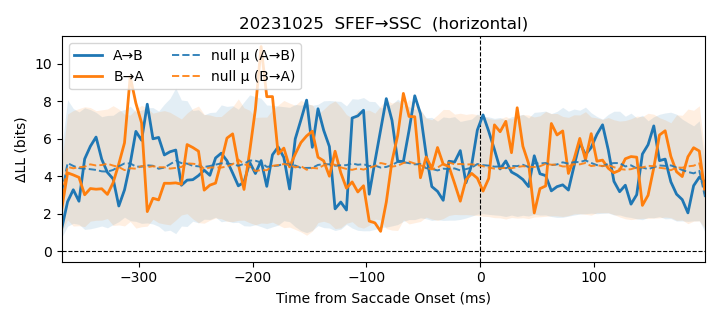 20231025  SFEF→SSC  (horizontal)
A→B
B→A
null μ (A→B)
null μ (B→A)
ΔLL (bits)
10
8
6
4
2
0
−300
−200
−100
0
100
Time from Saccade Onset (ms)